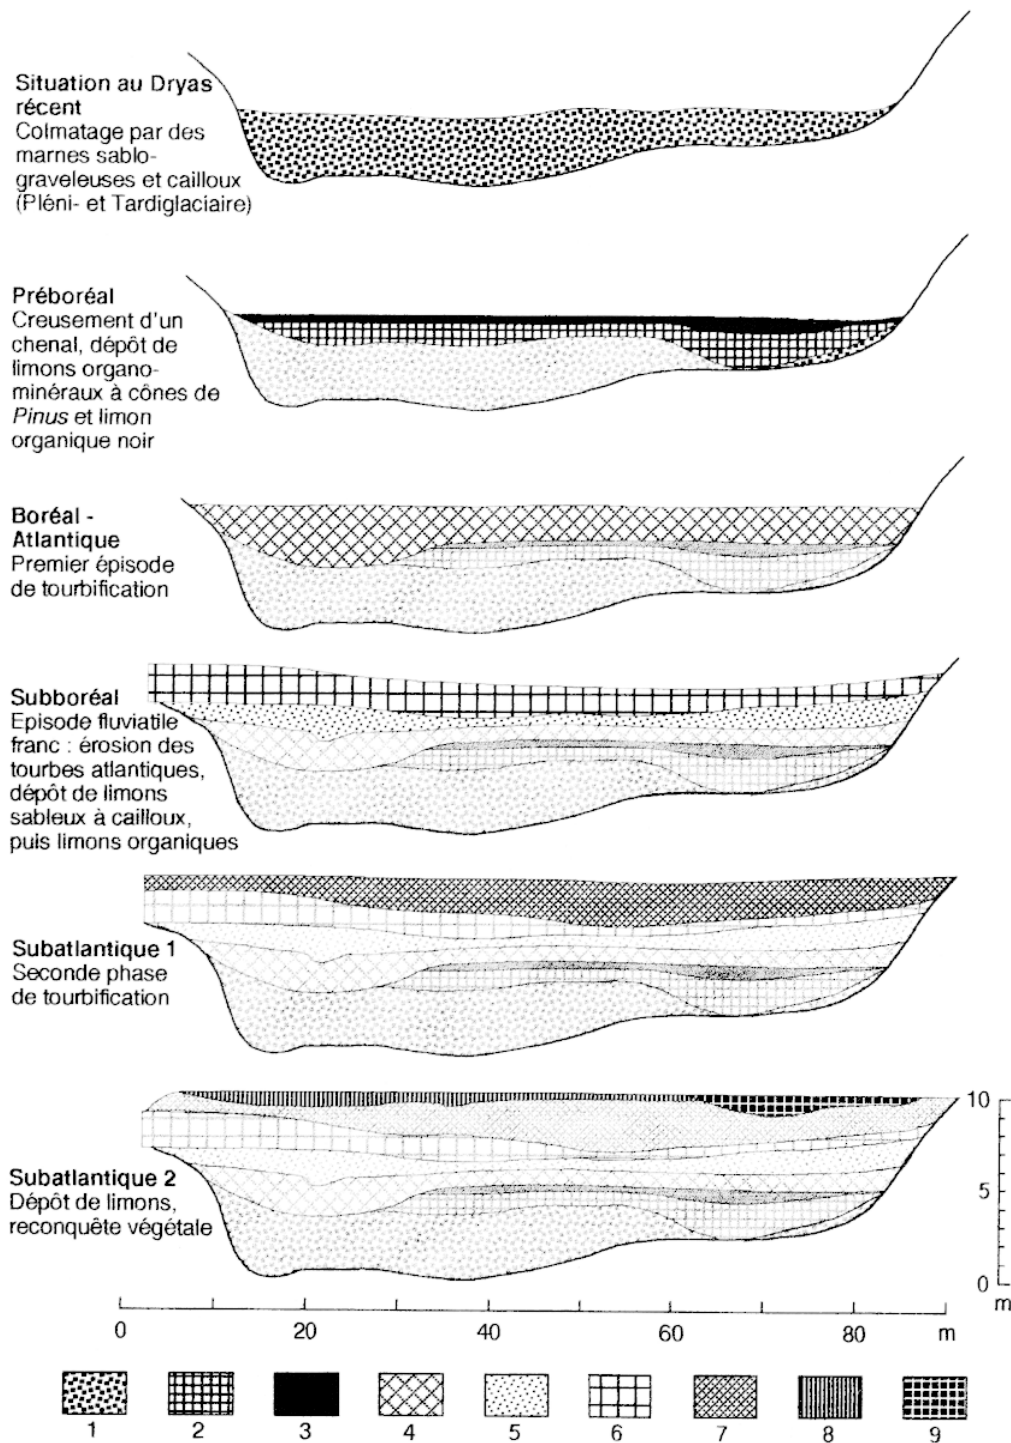 Situation au Dryas
récent
Colmatage par des
marnes sablo-
graveleuses et cailloux
(Pléni- et Tardiglaciaire)
Préboréal
Creusement d'un
chenal, dépôt de
limons organo-
minéraux à cônes de
Pinus et limon
organique noir
Boréal -
Atlantique
Premier épisode
de tourbification
Subboréal
Episode fluviatile
franc : érosion des
tourbes atlantiques,
dépôt de limons
sableux à cailloux,
puis limons organiques
Subatlantique 1
Seconde phase
de tourbification
Subatlantique 2
Dépôt de limons,
reconquête végétale
10
5
0
m
0 20 40 60 80 m
1 2 3 4 5 6 7 8 9